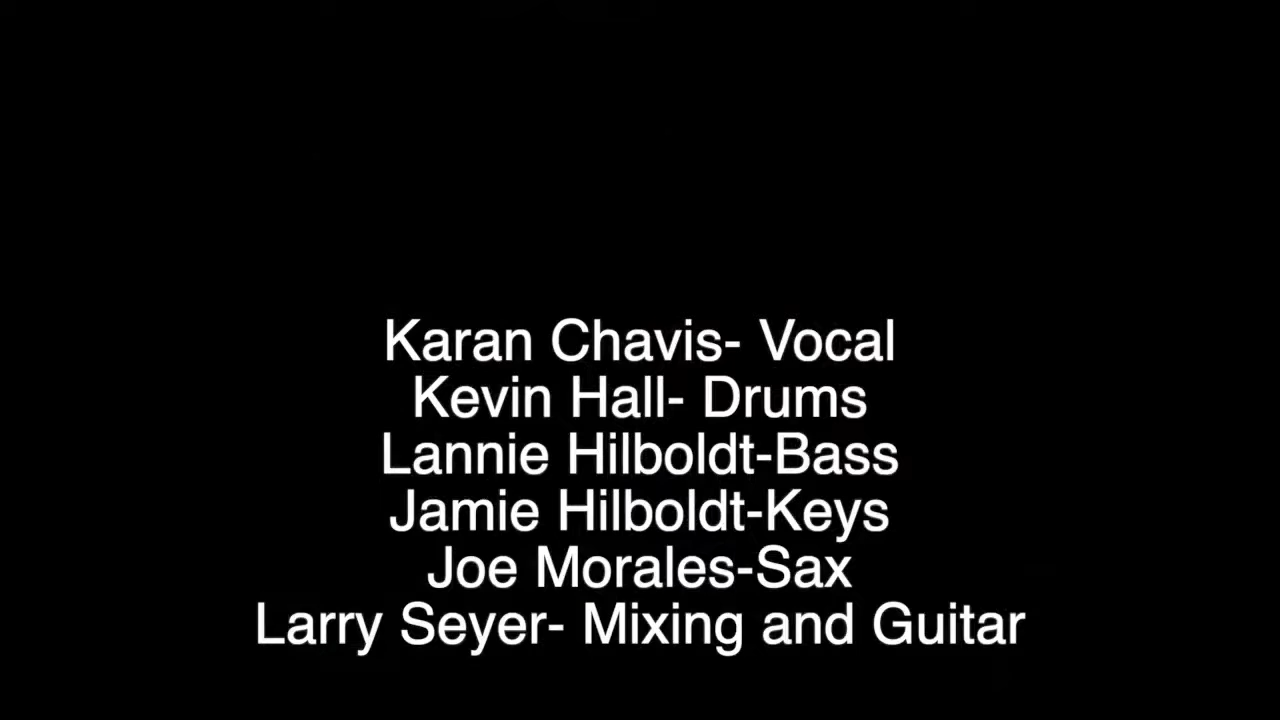 Karan Chavis- Vocal
Kevin Hall- Drums
Lannie Hilboldt-Bass
Jamie Hilboldt-Keys
Joe Morales-Sax
Larry Seyer- Mixing and Guitar